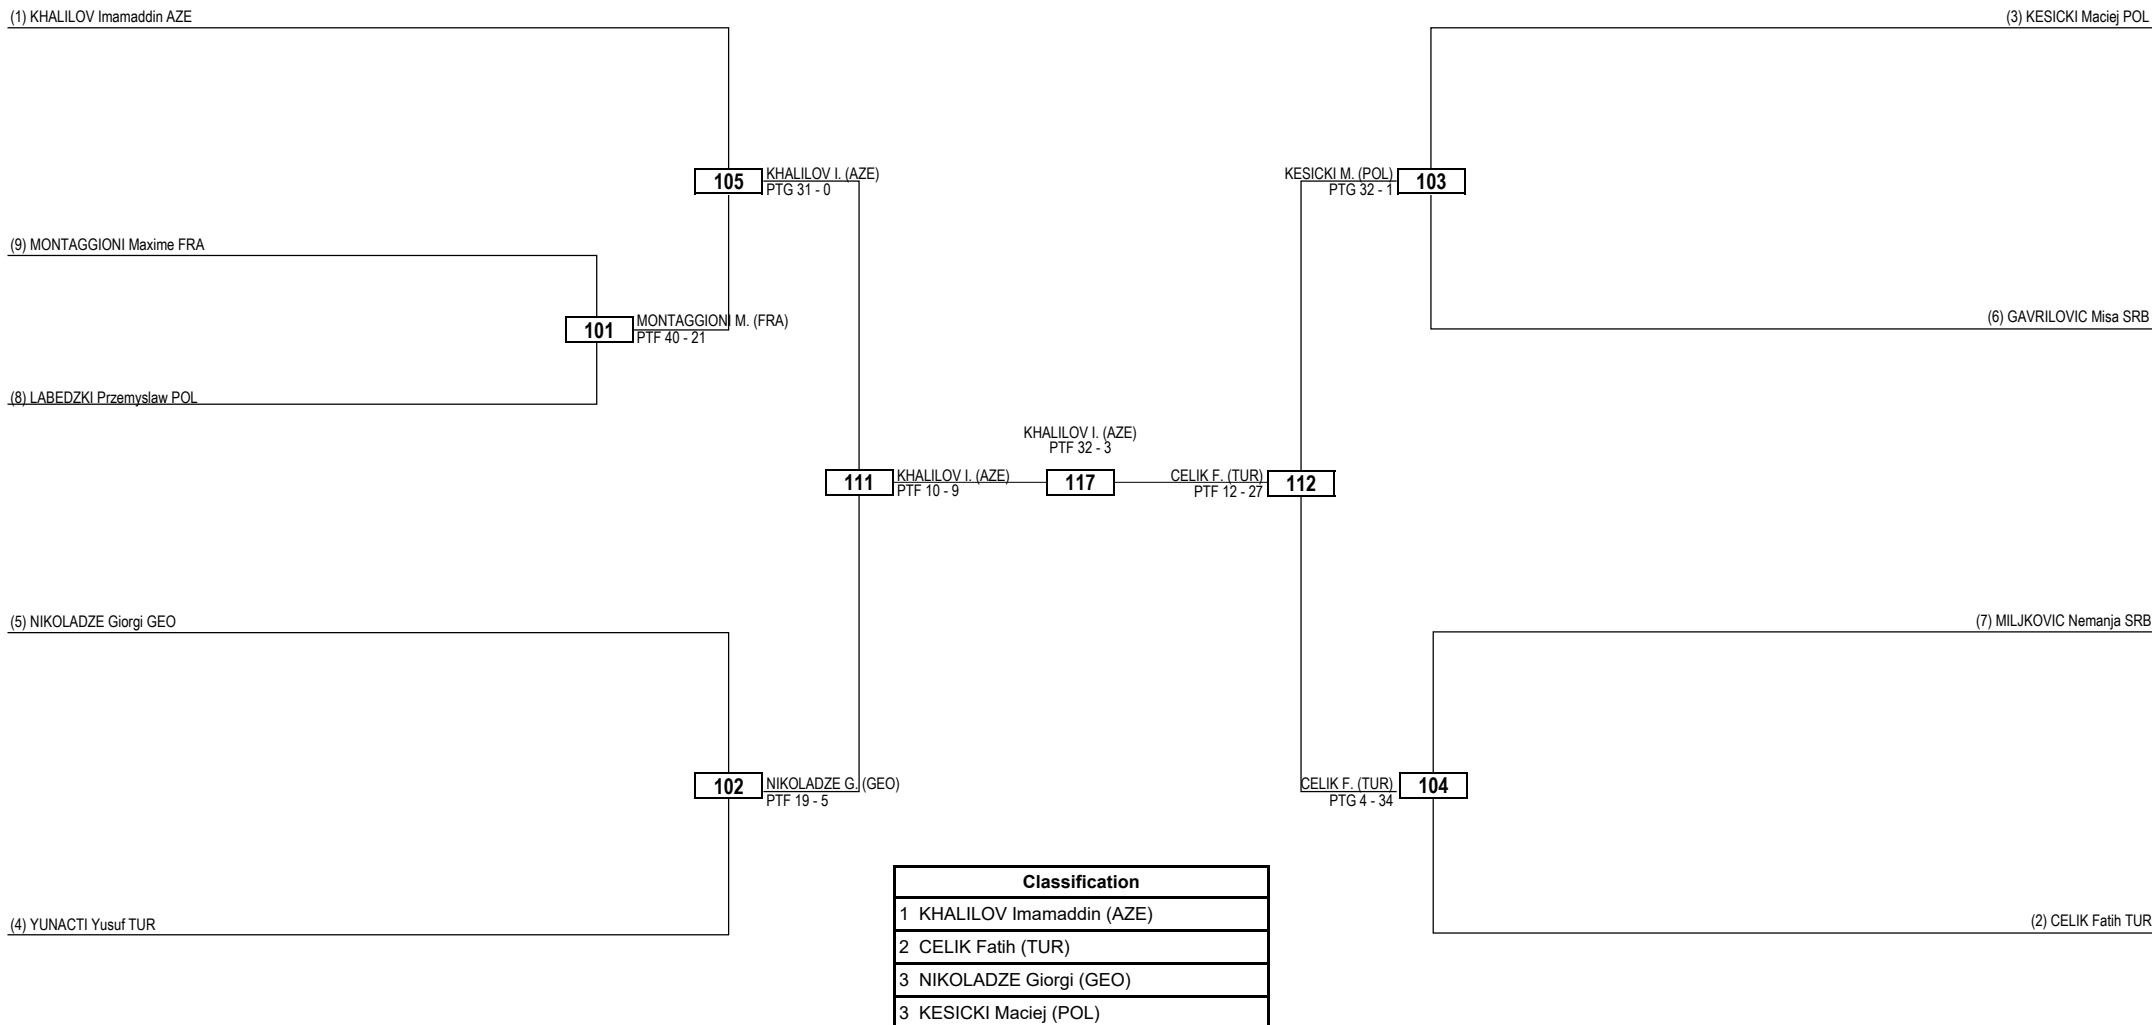 (1) KHALILOV Imamaddin AZE
(3) KESICKI Maciej POL
105
KHALILOV I. (AZE)
PTG 31 - 0
KESICKI M. (POL)
PTG 32 - 1
103
(9) MONTAGGIONI Maxime FRA
101
MONTAGGIONI M. (FRA)
PTF 40 - 21
(6) GAVRILOVIC Misa SRB
(8) LABEDZKI Przemyslaw POL
KHALILOV I. (AZE)
PTF 32 - 3
111
KHALILOV I. (AZE)
PTF 10 - 9
117
CELIK F. (TUR)
PTF 12 - 27
112
(5) NIKOLADZE Giorgi GEO
(7) MILJKOVIC Nemanja SRB
102
NIKOLADZE G. (GEO)
PTF 19 - 5
CELIK F. (TUR)
PTG 4 - 34
104
(4) YUNACTI Yusuf TUR
(2) CELIK Fatih TUR
Classification
1 KHALILOV Imamaddin (AZE)
2 CELIK Fatih (TUR)
3 NIKOLADZE Giorgi (GEO)
3 KESICKI Maciej (POL)